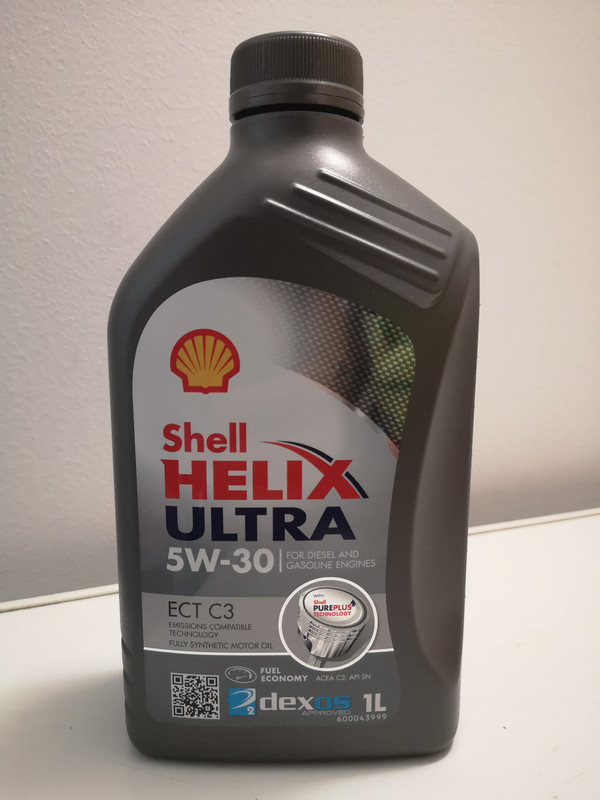 Shell
HELIX
ULTRA
5W-30
FOR DIESEL AND
GASOLINE ENGINES
ECT C3
EMISSIONS COMPATIBLE
TECHNOLOGY
FULLY SYNTHETIC MOTOR OIL
WITH
Shell
PUREPLUS
TECHNOLOGY
FUEL
ECONOMY
ACEA C3, API SN
2 dexos
APPROVED
1L
600043999